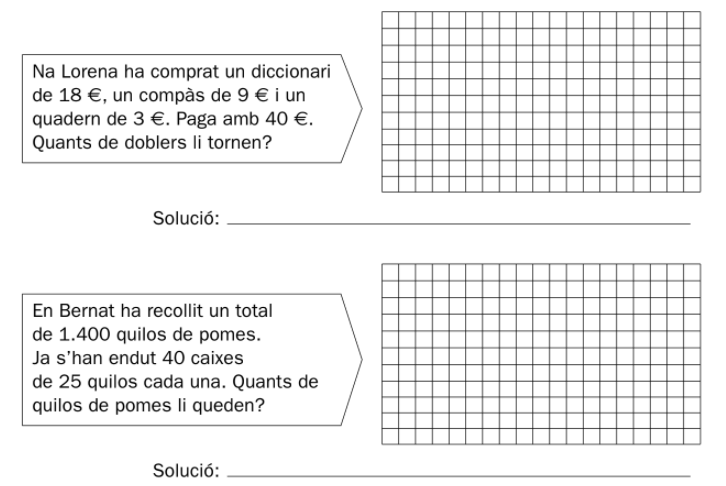 Na Lorena ha comprat un diccionari
de 18 €, un compàs de 9 € i un
quadern de 3 €. Paga amb 40 €.
Quants de doblers li tornen?
Solució:
En Bernat ha recollit un total
de 1.400 quilos de pomes.
Ja s'han endut 40 caixes
de 25 quilos cada una. Quants de
quilos de pomes li queden?
Solució: